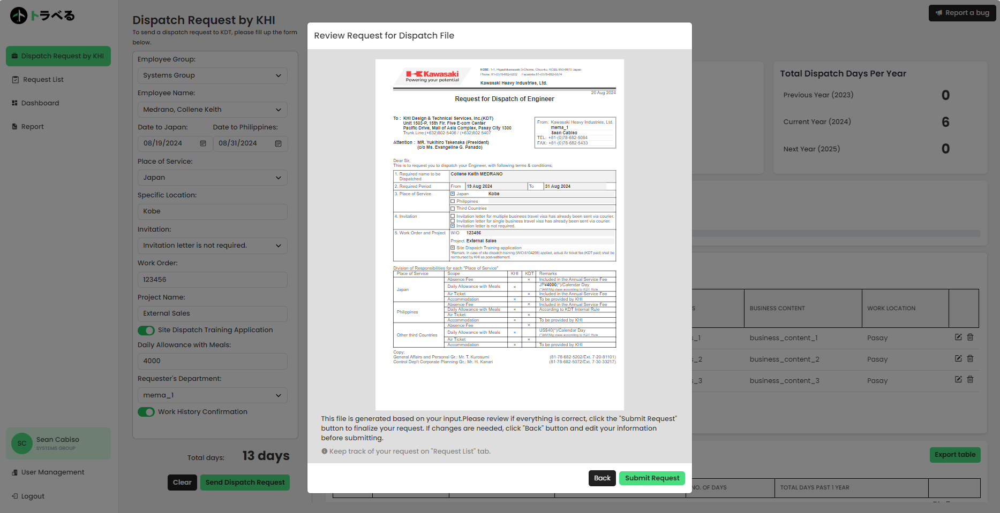 トラベる
Dispatch Request by KHI
Request List
Dashboard
Report
SC
Sean Cabiso
SYSTEMS GROUP
User Management
Logout
Dispatch Request by KHI
To send a dispatch request to KDT, please fill up the form
below.
Employee Group:
Systems Group
Employee Name:
Medrano, Collene Keith
Date to Japan: Date to Philippines:
08/19/2024 08/31/2024
Place of Service:
Japan
Specific Location:
Kobe
Invitation:
Invitation letter is not required.
Work Order:
123456
Project Name:
External Sales
Site Dispatch Training Application
Daily Allowance with Meals:
4000
Requester's Department:
mema_1
Work History Confirmation
Total days: 13 days
Clear Send Dispatch Request
Review Request for Dispatch File
Kawasaki
Powering your potential
KOBE: 1-1, Higashikawasaki 3-Chome, Chuo-ku, KOBE 650-8670 Japan
Phone: 81-(0)78-682-5202 Facsimile:81-(0)78-682-5574
Kawasaki Heavy Industries, Ltd.
20 Aug 2024
Request for Dispatch of Engineer
To : KHI Design & Technical Services, Inc.(KDT)
Unit 1503-P, 15th Flr. Five E-com Center
Pacific Drive, Mall of Asia Complex, Pasay City 1300
Trunk Line:(+632)802-5406 / (+632)802 5407
Attention : MR. Yukihiro Takenaka (President)
(c/o Ms. Evangeline G. Panado)
From: Kawasaki Heavy Industries, Ltd.
mema_1
Sean Cabiso
TEL: +81-(0)78-682-5084
FAX: +81-(0)78-682-5433
Dear Sir,
This is to request you to dispatch your Engineer, with following terms & conditions;
1. Required name to be Collene Keith MEDRANO
Dispatched
2. Required Period From 19 Aug 2024 To 31 Aug 2024
3. Place of Service Japan Kobe
Philippines
Third Countries
4. Invitation Invitation letter for multiple business travel visa has already been sent via courier.
Invitation letter for single business travel visa has already been sent via courier.
Invitation letter is not required.
5. Work Order and Project W/O 123456
Project External Sales
Site Dispatch Training application
*Remark: In case of site dispatch training (W/O:6104298) applied, actual Air ticket fee (KDT paid) shall be
reimbursed by KHI as post-settlement.
Division of Responsibilities for each "Place of Service"
Place of Service Scope KHI KDT Remarks
Absence Fee × Included in the Annual Service Fee
Japan Daily Allowance with Meals × JP¥4000(*)/Calendar Day
(*)AM/Mg class according to KDT Rule
Air Ticket × Included in the Annual Service Fee
Accommodation × To be provided by KHI
Absence Fee × Included in the Annual Service Fee
Philippines Daily Allowance with Meals × According to KDT Internal Rule
Air Ticket ×
Accommodation × To be provided by KHI
Absence Fee ×
Other third Countries Daily Allowance with Meals × US$40(*)/Calendar Day
(*)AM/Mg class according to KDT Rule
Air Ticket ×
Accommodation × To be provided by KHI
Copy:
General Affairs and Personal Gr.: Mr. T. Kurosumi (81-78-682-5202/Ext. 7-20-81101)
Control Dep't Corporate Planning Gr.: Mr. H. Kanari (81-78-682-5072/Ext. 7-30-33217)
This file is generated based on your input.Please review if everything is correct, click the "Submit Request"
button to finalize your request. If changes are needed, click "Back" button and edit your information
before submitting.
Keep track of your request on "Request List" tab.
Back Submit Request
Report a bug
Total Dispatch Days Per Year
Previous Year (2023) 0
Current Year (2024) 6
Next Year (2025) 0
S BUSINESS CONTENT WORK LOCATION
s_1 business_content_1 Pasay
s_2 business_content_2 Pasay
s_3 business_content_3 Pasay
Export table
NO. OF DAYS TOTAL DAYS PAST 1 YEAR